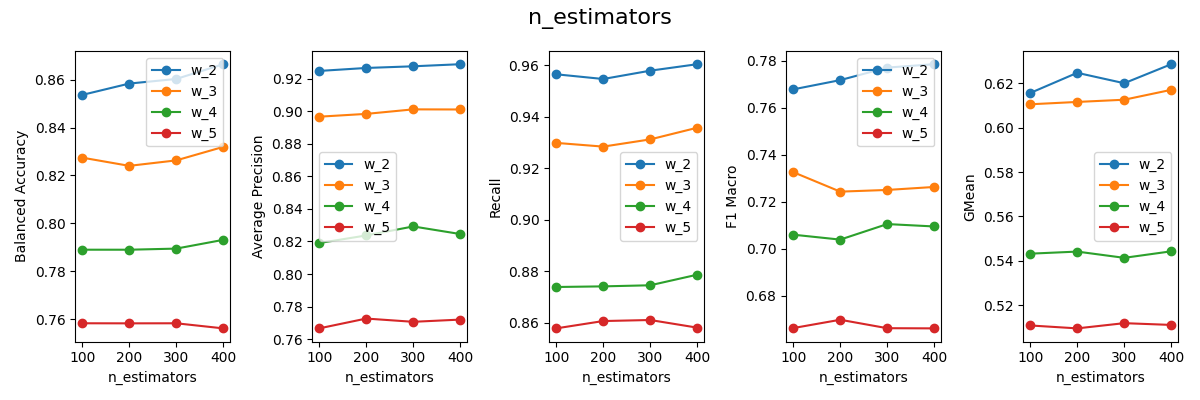 n_estimators
Balanced Accuracy
0.86
0.84
0.82
0.80
0.78
0.76
w_2
w_3
w_4
w_5
100 200 300 400
n_estimators
Average Precision
0.92
0.90
0.88
0.86
0.84
0.82
0.80
0.78
0.76
w_2
w_3
w_4
w_5
100 200 300 400
n_estimators
Recall
0.96
0.94
0.92
0.90
0.88
0.86
w_2
w_3
w_4
w_5
100 200 300 400
n_estimators
F1 Macro
0.78
0.76
0.74
0.72
0.70
0.68
w_2
w_3
w_4
w_5
100 200 300 400
n_estimators
GMean
0.62
0.60
0.58
0.56
0.54
0.52
w_2
w_3
w_4
w_5
100 200 300 400
n_estimators